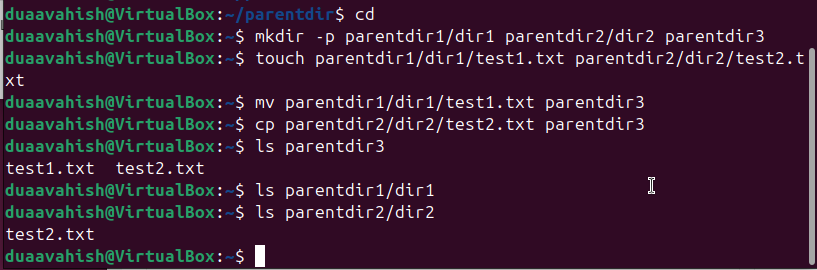 duaavahish@VirtualBox:~/parentdir$ cd
duaavahish@VirtualBox:~$ mkdir -p parentdir1/dir1 parentdir2/dir2 parentdir3
duaavahish@VirtualBox:~$ touch parentdir1/dir1/test1.txt parentdir2/dir2/test2.t
xt
duaavahish@VirtualBox:~$ mv parentdir1/dir1/test1.txt parentdir3
duaavahish@VirtualBox:~$ cp parentdir2/dir2/test2.txt parentdir3
duaavahish@VirtualBox:~$ ls parentdir3
test1.txt  test2.txt
duaavahish@VirtualBox:~$ ls parentdir1/dir1
duaavahish@VirtualBox:~$ ls parentdir2/dir2
test2.txt
duaavahish@VirtualBox:~$